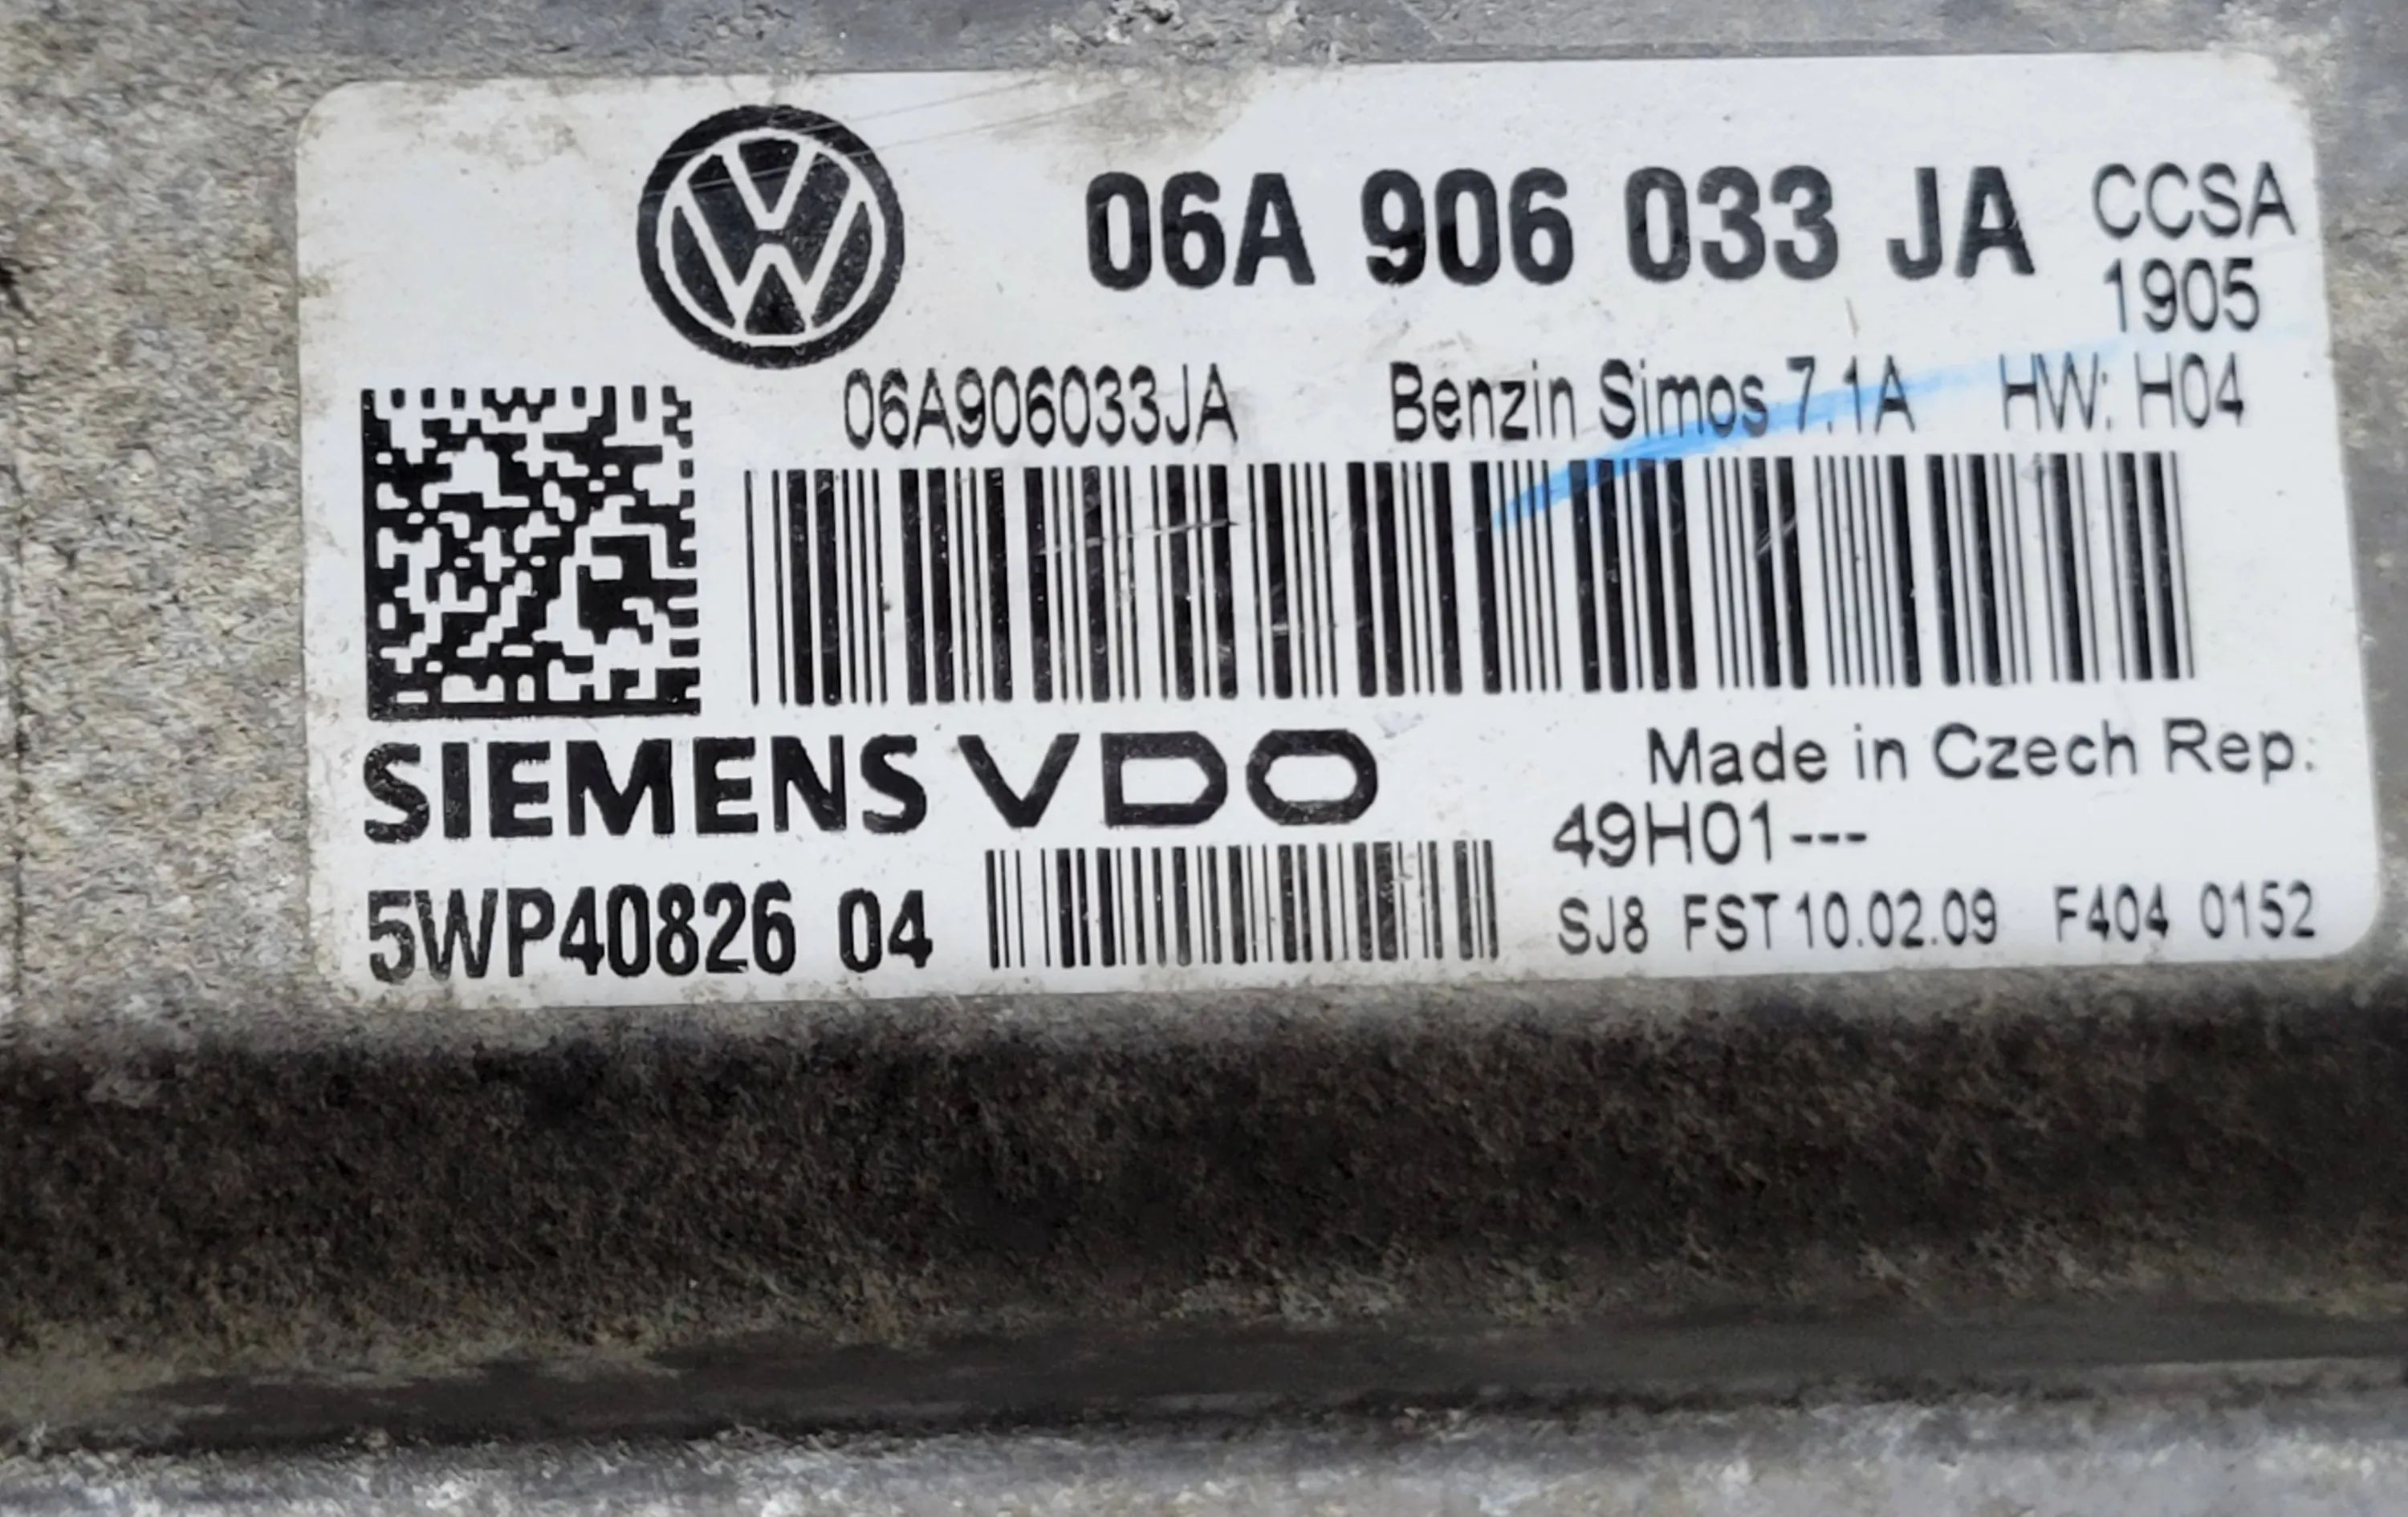 06A 906 033 JA CCSA
1905
06A906033JA Benzin Simos 7.1A HW: H04
SIEMENS VDO
Made in Czech Rep.
49H01---
5WP40826 04
SJ8 FST 10.02.09 F404 0152